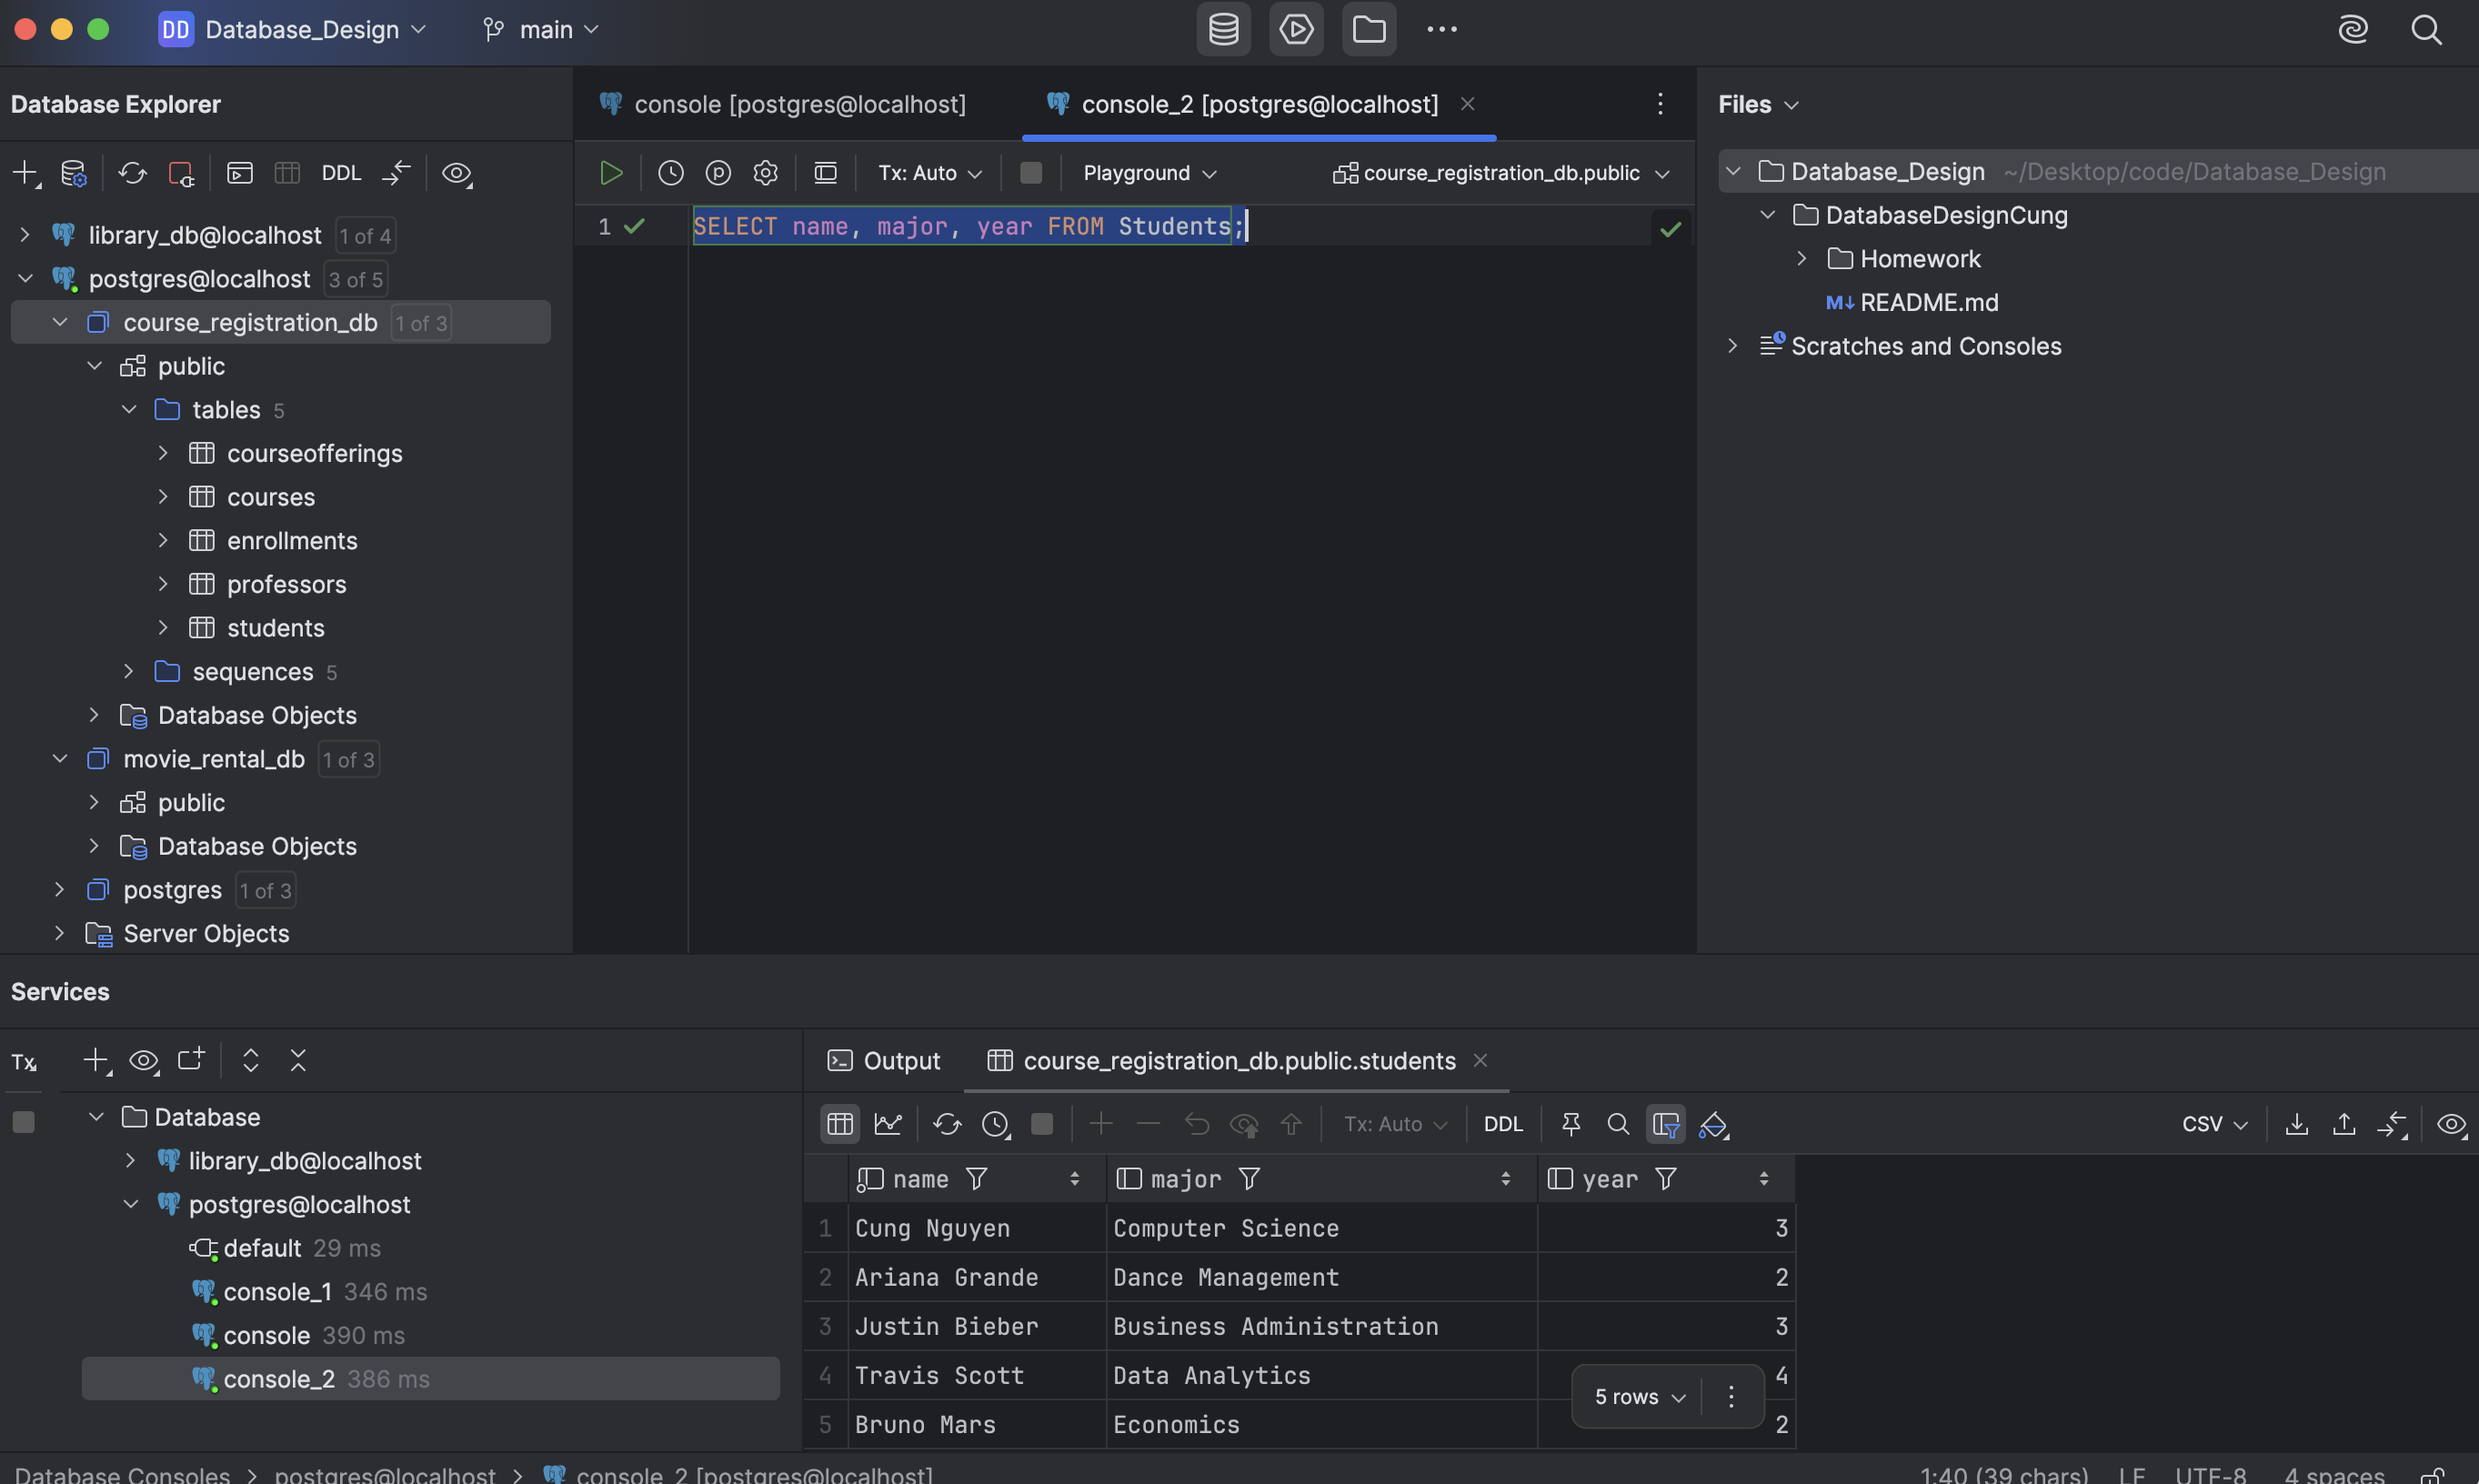 DD Database_Design main
Database Explorer
DDL
library_db@localhost 1 of 4
postgres@localhost 3 of 5
course_registration_db 1 of 3
public
tables 5
courseofferings
courses
enrollments
professors
students
sequences 5
Database Objects
movie_rental_db 1 of 3
public
Database Objects
postgres 1 of 3
Server Objects
console [postgres@localhost] console_2 [postgres@localhost]
Tx: Auto Playground course_registration_db.public
1 SELECT name, major, year FROM Students;
Files
Database_Design ~/Desktop/code/Database_Design
DatabaseDesignCung
Homework
M↓ README.md
Scratches and Consoles
Services
Tx
Database
library_db@localhost
postgres@localhost
default 29 ms
console_1 346 ms
console 390 ms
console_2 386 ms
Output course_registration_db.public.students
Tx: Auto DDL CSV
name major year
1 Cung Nguyen Computer Science 3
2 Ariana Grande Dance Management 2
3 Justin Bieber Business Administration 3
4 Travis Scott Data Analytics 4
5 Bruno Mars Economics 2
5 rows
Database Consoles > postgres@localhost > console_2 [postgres@localhost]
1:40 (39 chars) LF UTF-8 4 spaces